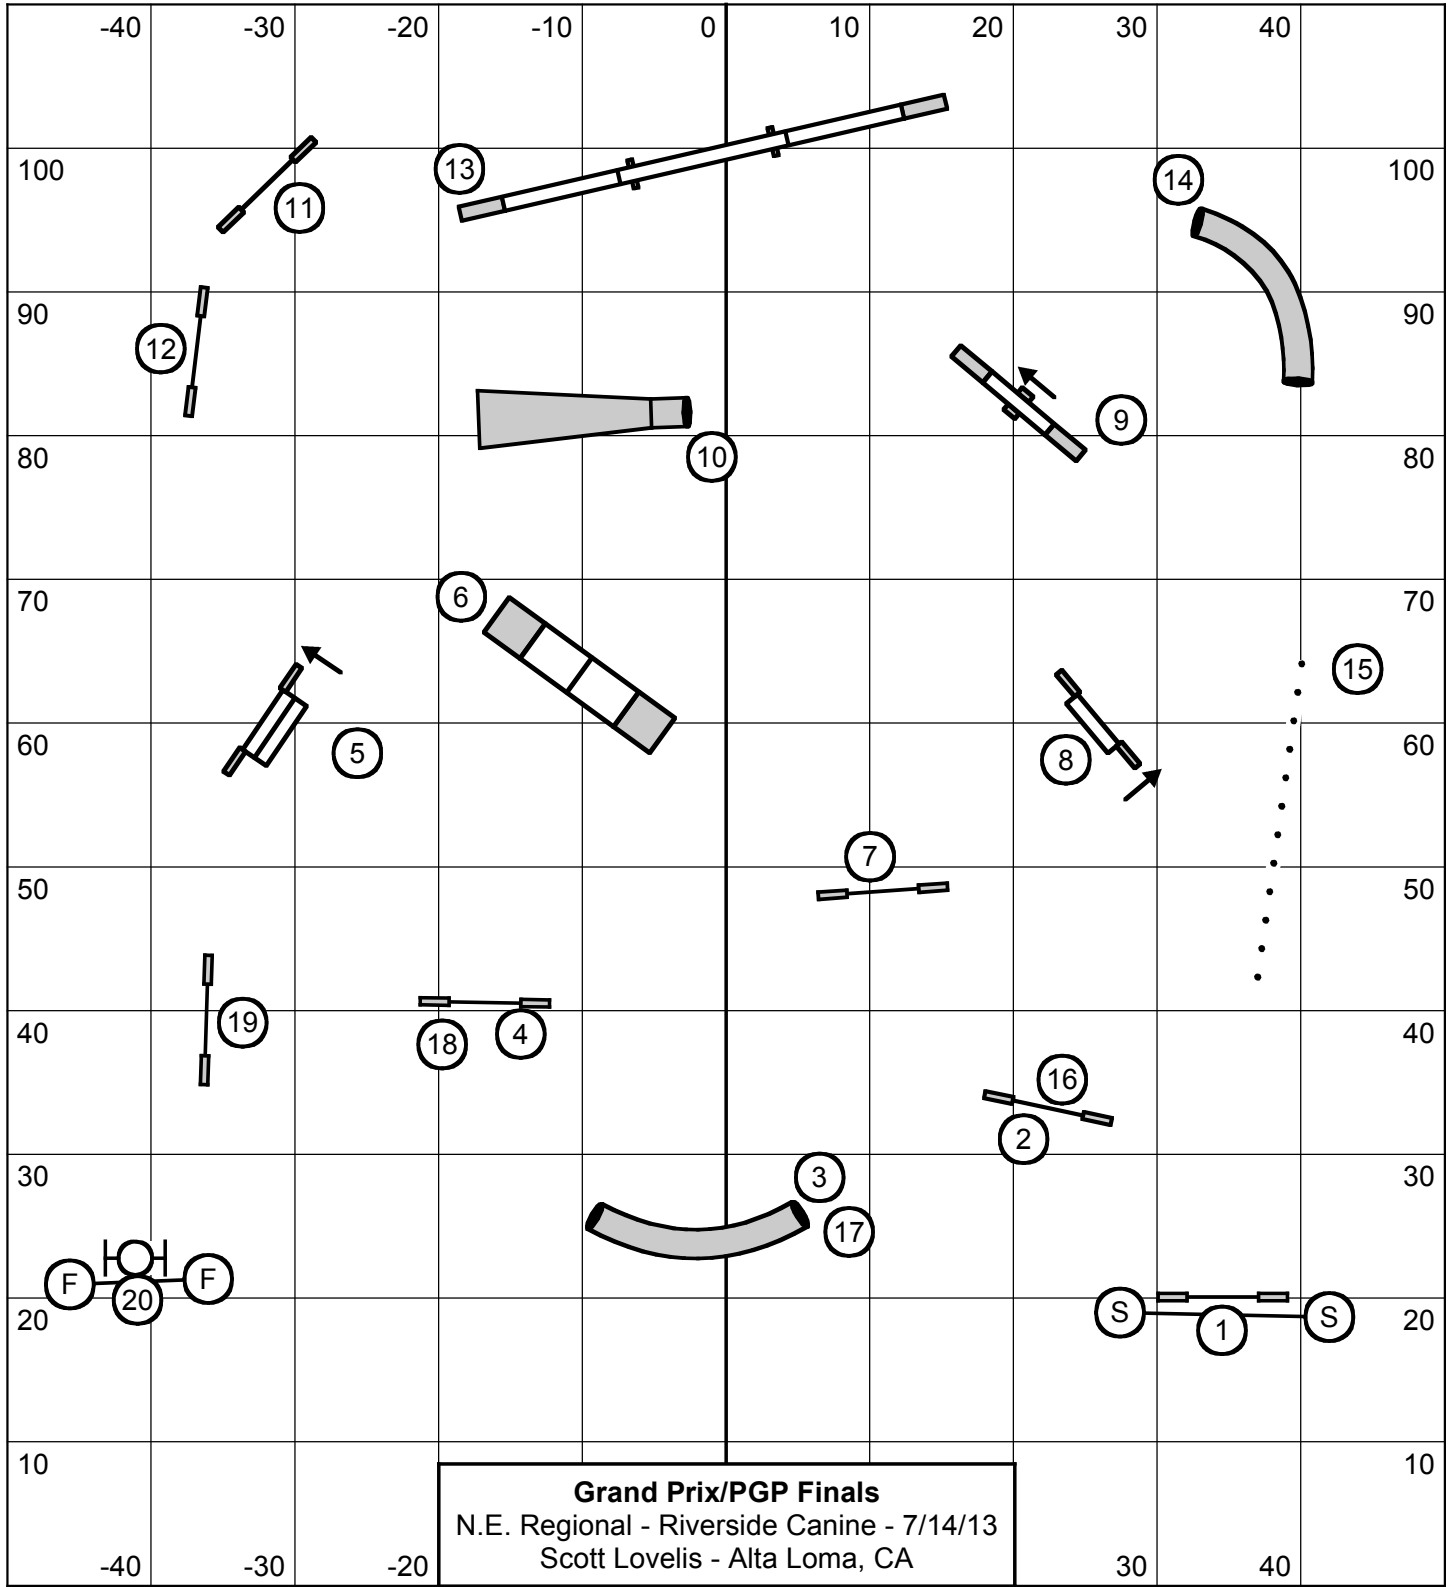 -40 -30 -20 -10 0 10 20 30 40
13
100 14 100
11
90 12 90
9
80 10 80
70 6 70
15
60 5 8 60
7
50 50
19
40 18 4 40
16
2
30 3 30
17
F F
20 20 S 1 S 20
10 10
Grand Prix/PGP Finals
N.E. Regional - Riverside Canine - 7/14/13
Scott Lovelis - Alta Loma, CA
-40 -30 -20 30 40